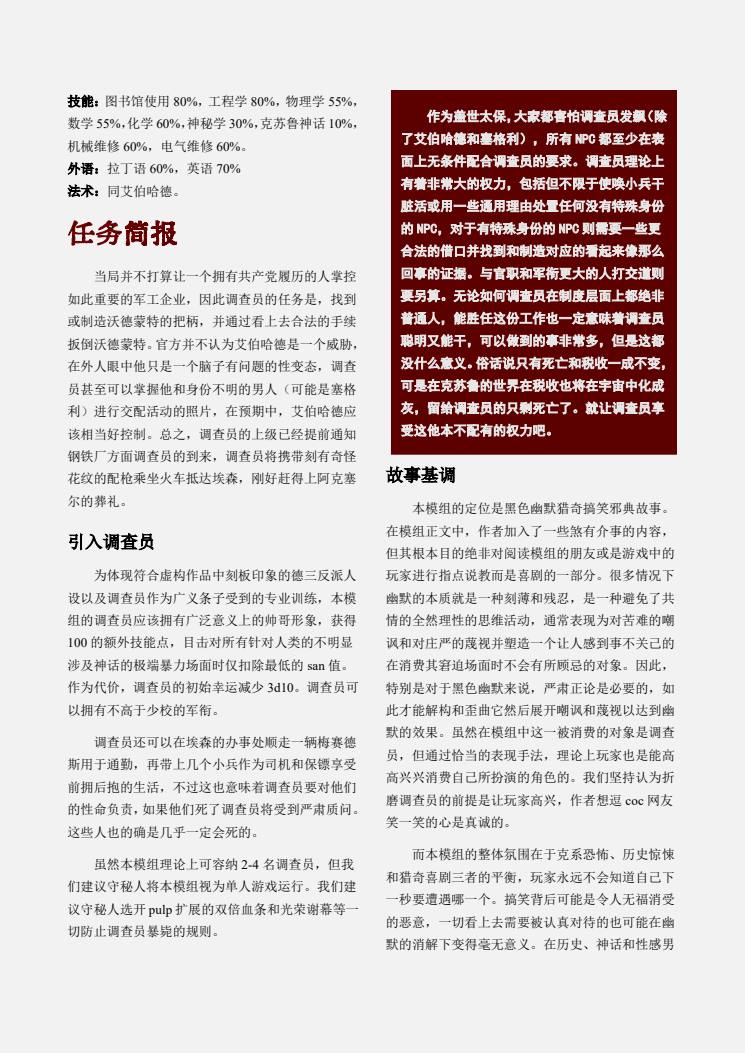 技能：图书馆使用 80%，工程学 80%，物理学 55%，
数学 55%，化学 60%，神秘学 30%，克苏鲁神话 10%，
机械维修 60%，电气维修 60%。
外语：拉丁语 60%，英语 70%
法术：同艾伯哈德。
任务简报
当局并不打算让一个拥有共产党履历的人掌控
如此重要的军工企业，因此调查员的任务是，找到
或制造沃德蒙特的把柄，并通过看上去合法的手续
扳倒沃德蒙特。官方并不认为艾伯哈德是一个威胁，
在外人眼中他只是一个脑子有问题的性变态，调查
员甚至可以掌握他和身份不明的男人（可能是塞格
利）进行交配活动的照片，在预期中，艾伯哈德应
该相当好控制。总之，调查员的上级已经提前通知
钢铁厂方面调查员的到来，调查员将携带刻有奇怪
花纹的配枪乘坐火车抵达埃森，刚好赶得上阿克塞
尔的葬礼。
引入调查员
为体现符合虚构作品中刻板印象的德三反派人
设以及调查员作为广义条子受到的专业训练，本模
组的调查员应该拥有广泛意义上的帅哥形象，获得
100 的额外技能点，目击对所有针对人类的不明显
涉及神话的极端暴力场面时仅扣除最低的 san 值。
作为代价，调查员的初始幸运减少 3d10。调查员可
以拥有不高于少校的军衔。
调查员还可以在埃森的办事处顺走一辆梅赛德
斯用于通勤，再带上几个小兵作为司机和保镖享受
前拥后抱的生活，不过这也意味着调查员要对他们
的性命负责，如果他们死了调查员将受到严肃质问。
这些人也的确是几乎一定会死的。
虽然本模组理论上可容纳 2-4 名调查员，但我
们建议守秘人将本模组视为单人游戏运行。我们建
议守秘人选开 pulp 扩展的双倍血条和光荣谢幕等一
切防止调查员暴毙的规则。
作为盖世太保，大家都害怕调查员发飙（除
了艾伯哈德和塞格利），所有 NPC 都至少在表
面上无条件配合调查员的要求。调查员理论上
有着非常大的权力，包括但不限于使唤小兵干
脏活或用一些通用理由处置任何没有特殊身份
的 NPC，对于有特殊身份的 NPC 则需要一些更
合法的借口并找到和制造对应的看起来像那么
回事的证据。与官职和军衔更大的人打交道则
要另算。无论如何调查员在制度层面上都绝非
普通人，能胜任这份工作也一定意味着调查员
聪明又能干，可以做到的事非常多，但是这都
没什么意义。俗话说只有死亡和税收一成不变，
可是在克苏鲁的世界在税收也将在宇宙中化成
灰，留给调查员的只剩死亡了。就让调查员享
受这他本不配有的权力吧。
故事基调
本模组的定位是黑色幽默猎奇搞笑邪典故事。
在模组正文中，作者加入了一些煞有介事的内容，
但其根本目的绝非对阅读模组的朋友或是游戏中的
玩家进行指点说教而是喜剧的一部分。很多情况下
幽默的本质就是一种刻薄和残忍，是一种避免了共
情的全然理性的思维活动，通常表现为对苦难的嘲
讽和对庄严的蔑视并塑造一个让人感到事不关己的
在消费其窘迫场面时不会有所顾忌的对象。因此，
特别是对于黑色幽默来说，严肃正论是必要的，如
此才能解构和歪曲它然后展开嘲讽和蔑视以达到幽
默的效果。虽然在模组中这一被消费的对象是调查
员，但通过恰当的表现手法，理论上玩家也是能高
高兴兴消费自己所扮演的角色的。我们坚持认为折
磨调查员的前提是让玩家高兴，作者想逗 coc 网友
笑一笑的心是真诚的。
而本模组的整体氛围在于克系恐怖、历史惊悚
和猎奇喜剧三者的平衡，玩家永远不会知道自己下
一秒要遭遇哪一个。搞笑背后可能是令人无福消受
的恶意，一切看上去需要被认真对待的也可能在幽
默的消解下变得毫无意义。在历史、神话和性感男